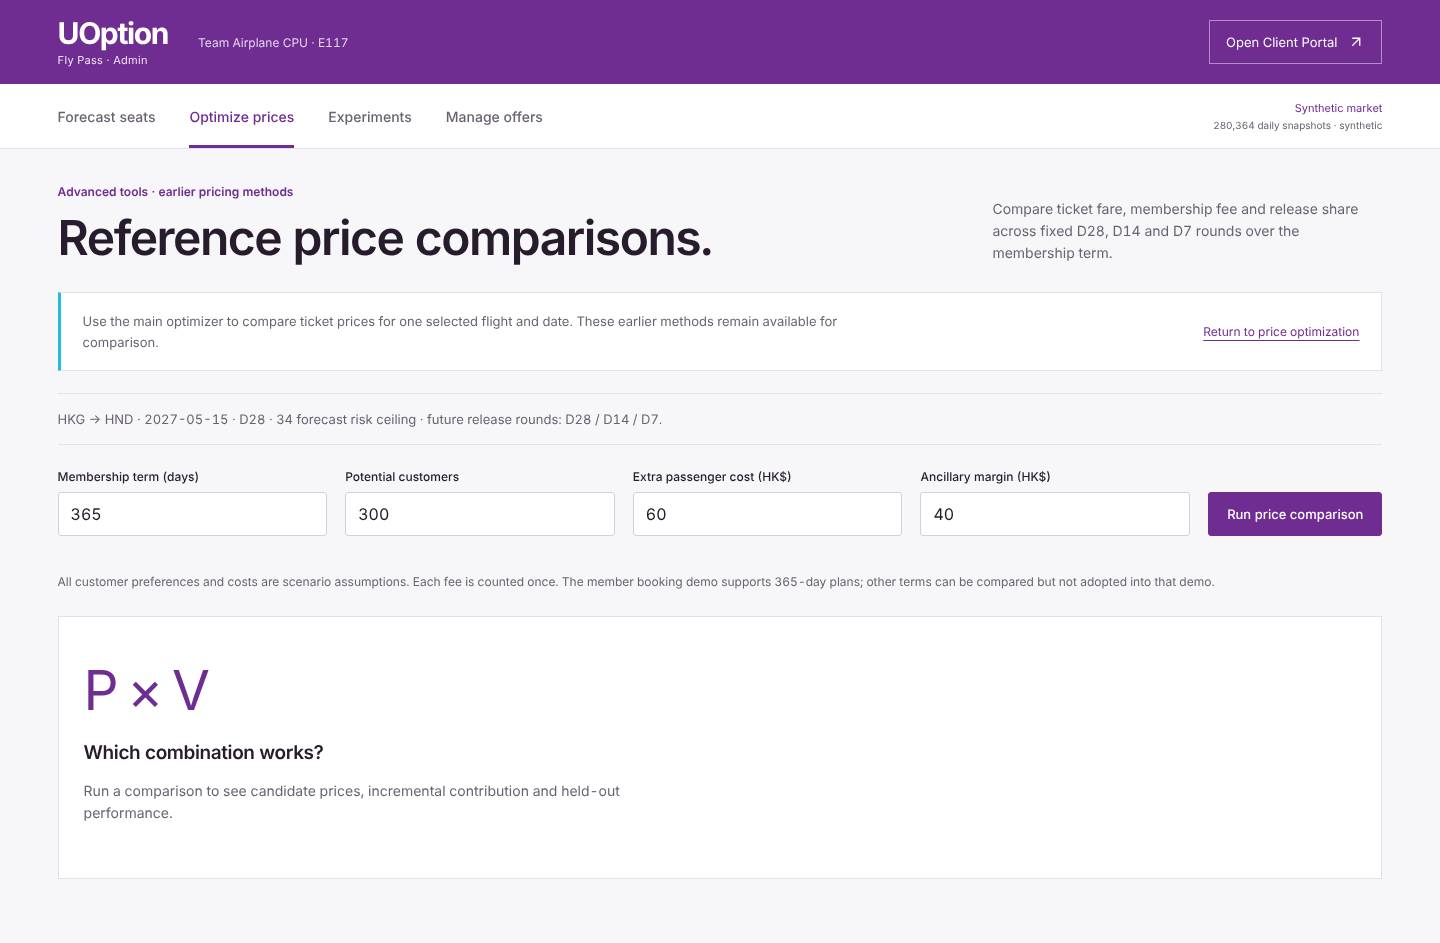 UOption
Fly Pass · Admin
Team Airplane CPU · E117
Open Client Portal
Forecast seats
Optimize prices
Experiments
Manage offers
Synthetic market
280,364 daily snapshots · synthetic
Advanced tools · earlier pricing methods
Reference price comparisons.
Compare ticket fare, membership fee and release share
across fixed D28, D14 and D7 rounds over the
membership term.
Use the main optimizer to compare ticket prices for one selected flight and date. These earlier methods remain available for
comparison.
Return to price optimization
HKG → HND · 2027-05-15 · D28 · 34 forecast risk ceiling · future release rounds: D28 / D14 / D7.
Membership term (days)
Potential customers
Extra passenger cost (HK$)
Ancillary margin (HK$)
365
300
60
40
Run price comparison
All customer preferences and costs are scenario assumptions. Each fee is counted once. The member booking demo supports 365-day plans; other terms can be compared but not adopted into that demo.
P × V
Which combination works?
Run a comparison to see candidate prices, incremental contribution and held-out
performance.